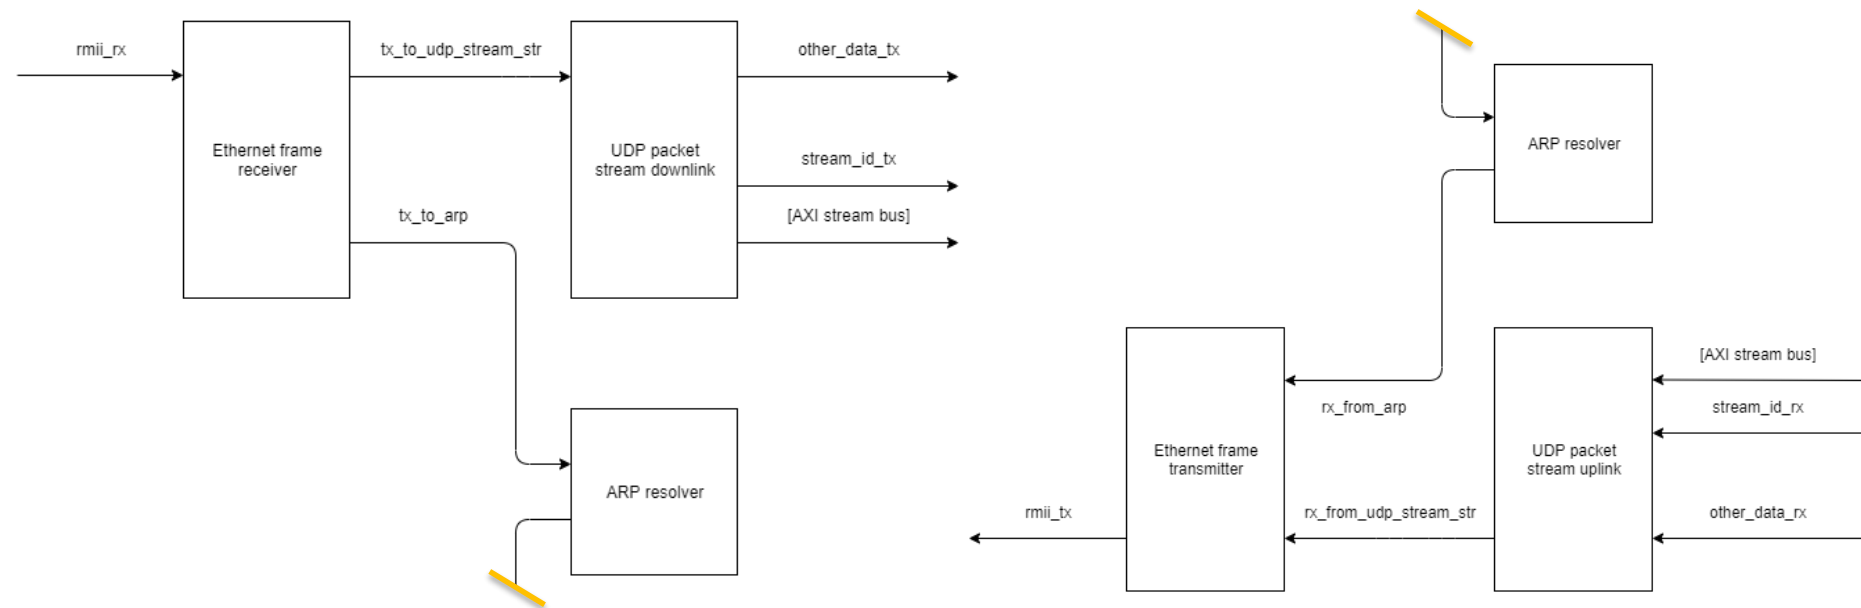 rmii_rx
Ethernet frame
receiver
tx_to_udp_stream_str
tx_to_arp
UDP packet
stream downlink
other_data_tx
stream_id_tx
[AXI stream bus]
ARP resolver
ARP resolver
rmii_tx
Ethernet frame
transmitter
rx_from_arp
rx_from_udp_stream_str
UDP packet
stream uplink
[AXI stream bus]
stream_id_rx
other_data_rx